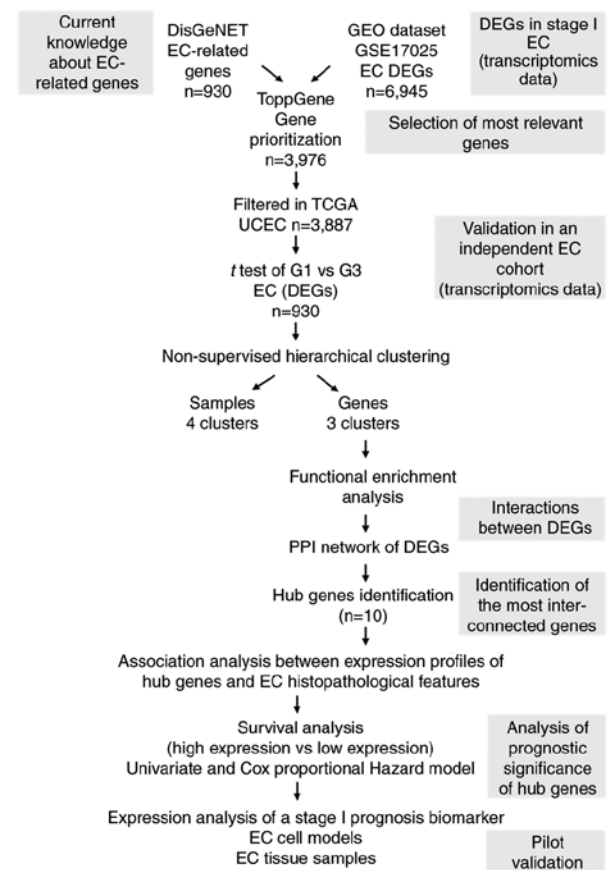 Current
knowledge
about EC-
related genes
DisGeNET
EC-related
genes
n=930
GEO dataset
GSE17025
EC DEGs
n=6,945
DEGs in stage I
EC
(transcriptomics
data)
ToppGene
Gene
prioritization
n=3,976
Selection of most relevant
genes
Filtered in TCGA
UCEC n=3,887
Validation in an
independent EC
cohort
(transcriptomics data)
t test of G1 vs G3
EC (DEGs)
n=930
Non-supervised hierarchical clustering
Samples
4 clusters
Genes
3 clusters
Functional enrichment
analysis
Interactions
between DEGs
PPI network of DEGs
Hub genes identification
(n=10)
Identification of
the most inter-
connected genes
Association analysis between expression profiles of
hub genes and EC histopathological features
Survival analysis
(high expression vs low expression)
Univariate and Cox proportional Hazard model
Analysis of
prognostic
significance
of hub genes
Expression analysis of a stage I prognosis biomarker
EC cell models
EC tissue samples
Pilot
validation